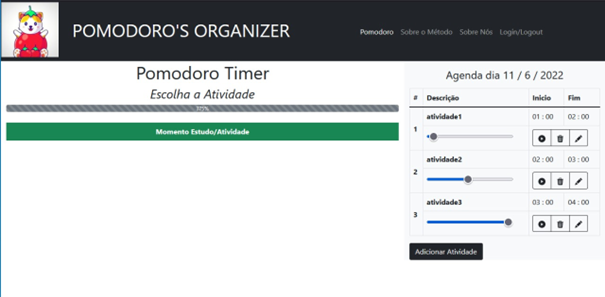 POMODORO'S ORGANIZER
Pomodoro Sobre o Método Sobre Nós Login/Logout
Pomodoro Timer
Escolha a Atividade
Momento Estudo/Atividade
Agenda dia 11 / 6 / 2022
# Descrição Inicio Fim
1 atividade1 01 : 00 02 : 00
2 atividade2 02 : 00 03 : 00
3 atividade3 03 : 00 04 : 00
Adicionar Atividade